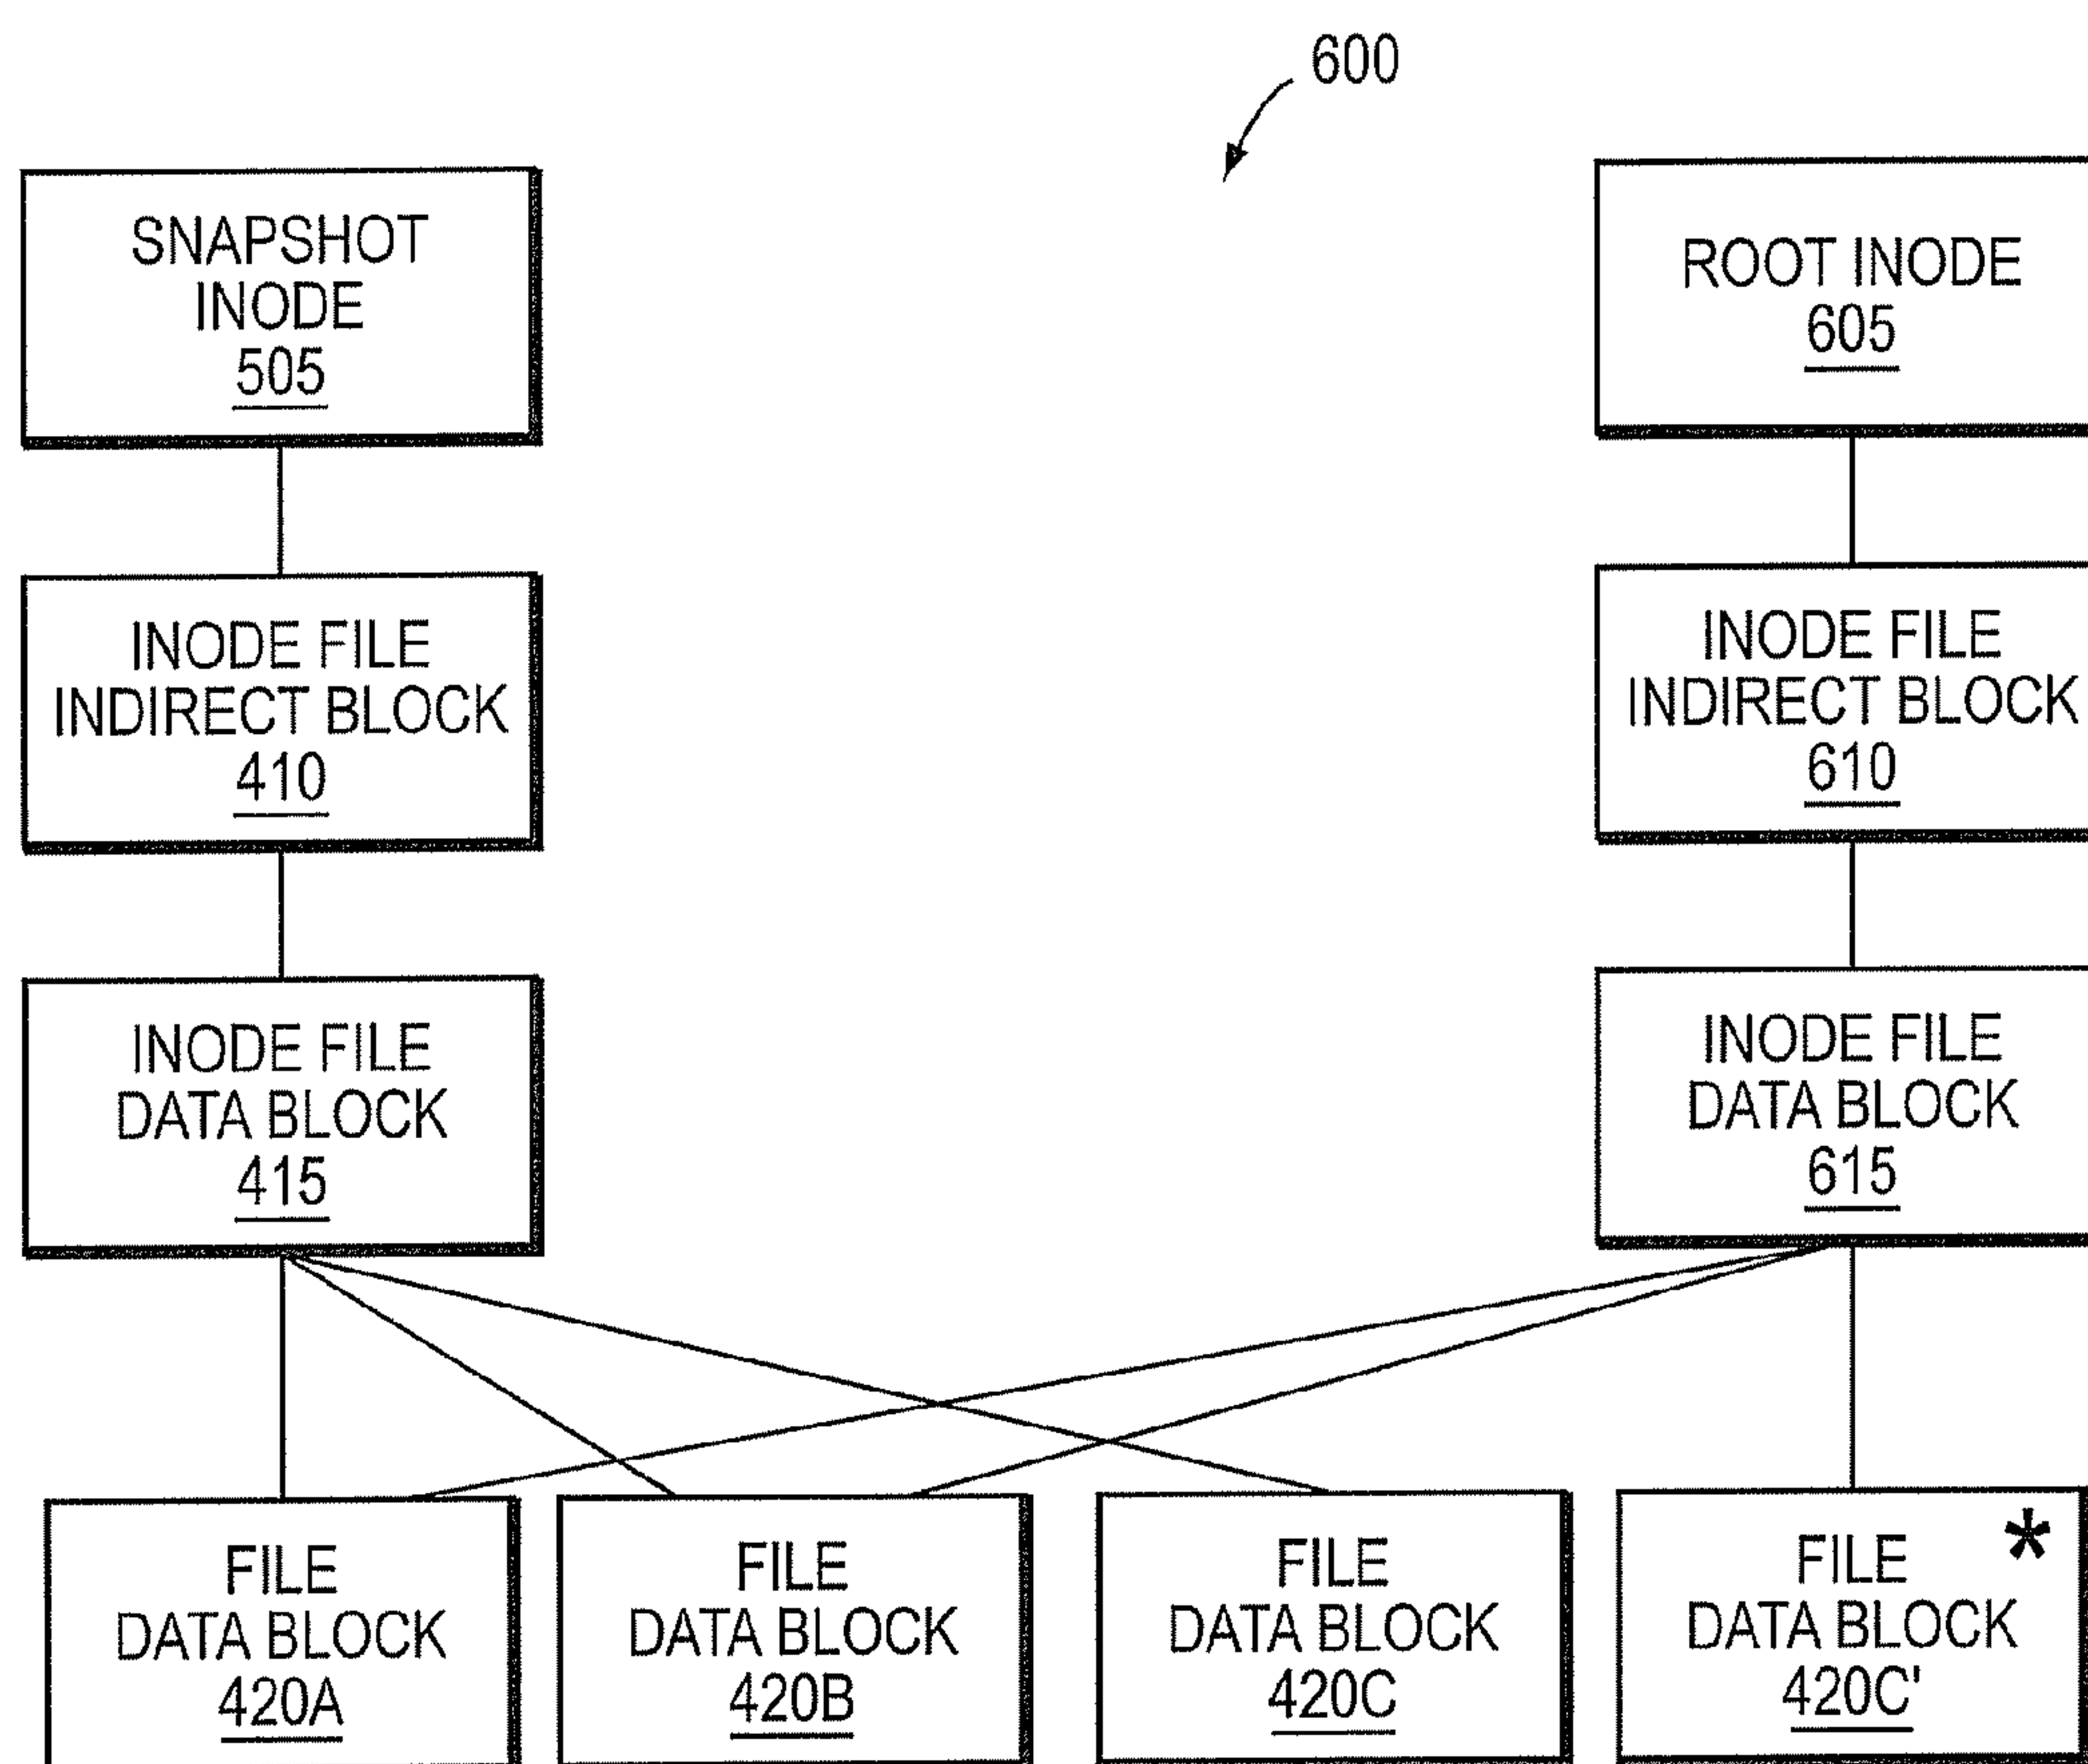 600
SNAPSHOT
INODE
505
ROOT INODE
605
INODE FILE
INDIRECT BLOCK
410
INODE FILE
INDIRECT BLOCK
610
INODE FILE
DATA BLOCK
415
INODE FILE
DATA BLOCK
615
FILE
DATA BLOCK
420A
FILE
DATA BLOCK
420B
FILE
DATA BLOCK
420C
FILE *
DATA BLOCK
420C'